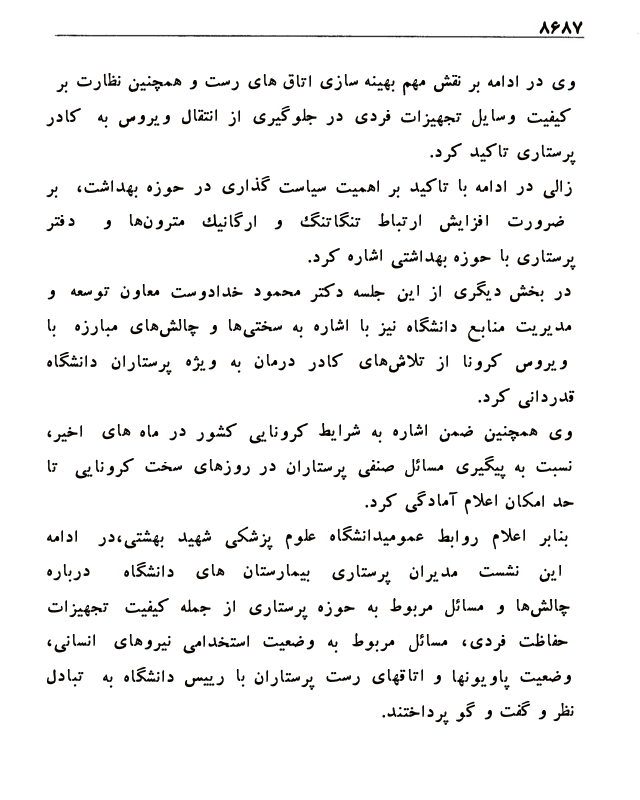 ۸۶۸۷
وی در ادامه بر نقش مهم بهینه سازی اتاق های رست و همچنین نظارت بر
کیفیت وسایل تجهیزات فردی در جلوگیری از انتقال ویروس به کادر
پرستاری تاکید کرد.
زالی در ادامه با تاکید بر اهمیت سیاست گذاری در حوزه بهداشت، بر
ضرورت افزایش ارتباط تنگاتنگ و ارگانیك مترون‌ها و دفتر
پرستاری با حوزه بهداشتی اشاره کرد.
در بخش دیگری از این جلسه دکتر محمود خدادوست معاون توسعه و
مدیریت منابع دانشگاه نیز با اشاره به سختی‌ها و چالش‌های مبارزه با
ویروس کرونا از تلاش‌های کادر درمان به ویژه پرستاران دانشگاه
قدردانی کرد.
وی همچنین ضمن اشاره به شرایط کرونایی کشور در ماه های اخیر،
نسبت به پیگیری مسائل صنفی پرستاران در روزهای سخت کرونایی تا
حد امکان اعلام آمادگی کرد.
بنابر اعلام روابط عمومیدانشگاه علوم پزشکی شهید بهشتی،در ادامه
این نشست مدیران پرستاری بیمارستان های دانشگاه درباره
چالش‌ها و مسائل مربوط به حوزه پرستاری از جمله کیفیت تجهیزات
حفاظت فردی، مسائل مربوط به وضعیت استخدامی نیروهای انسانی،
وضعیت پاویونها و اتاقهای رست پرستاران با رییس دانشگاه به تبادل
نظر و گفت و گو پرداختند.